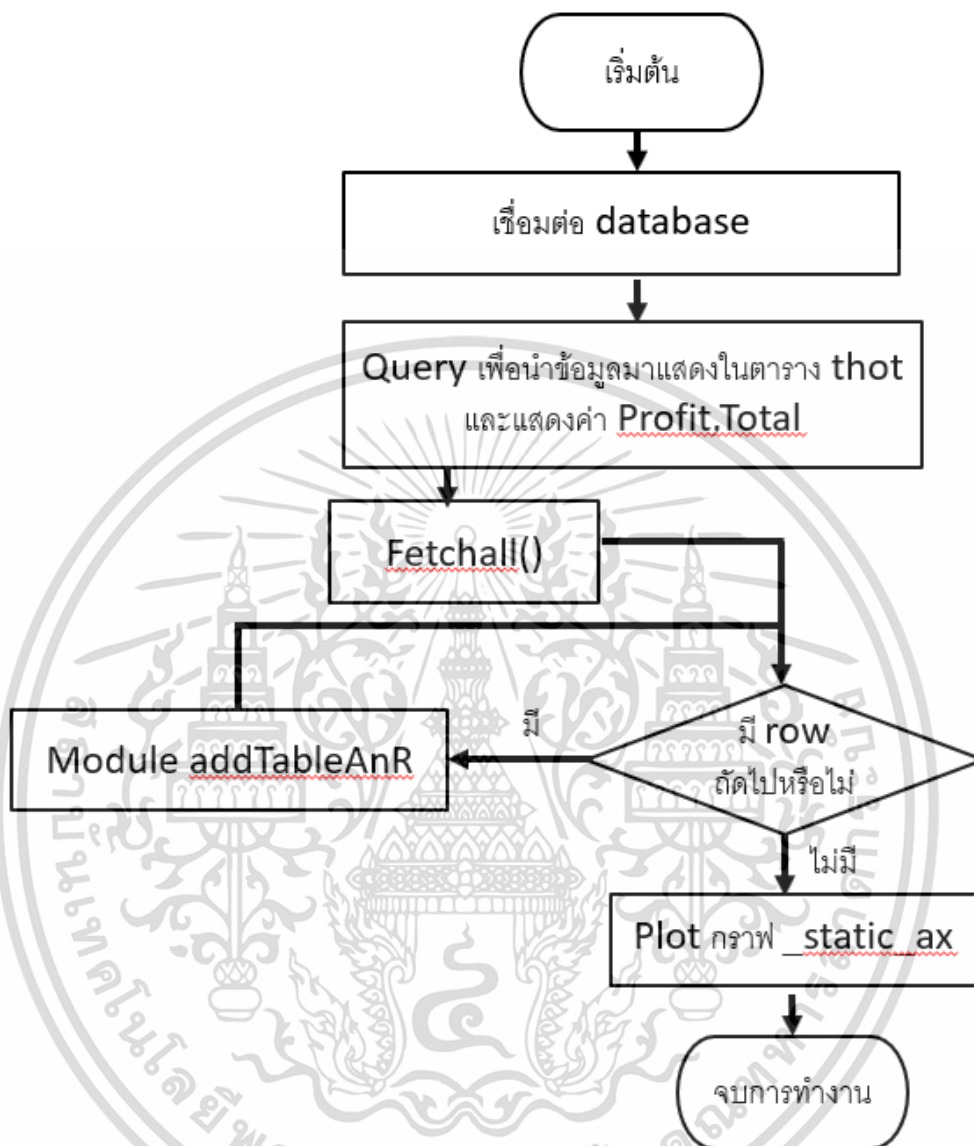 เริ่มต้น
เชื่อมต่อ database
Query เพื่อนำข้อมูลมาแสดงในตาราง thot
และแสดงค่า Profit,Total
Fetchall()
มี row
ถัดไปหรือไม่
มี
Module addTableAnR
ไม่มี
Plot กราฟ _static_ax
จบการทำงาน